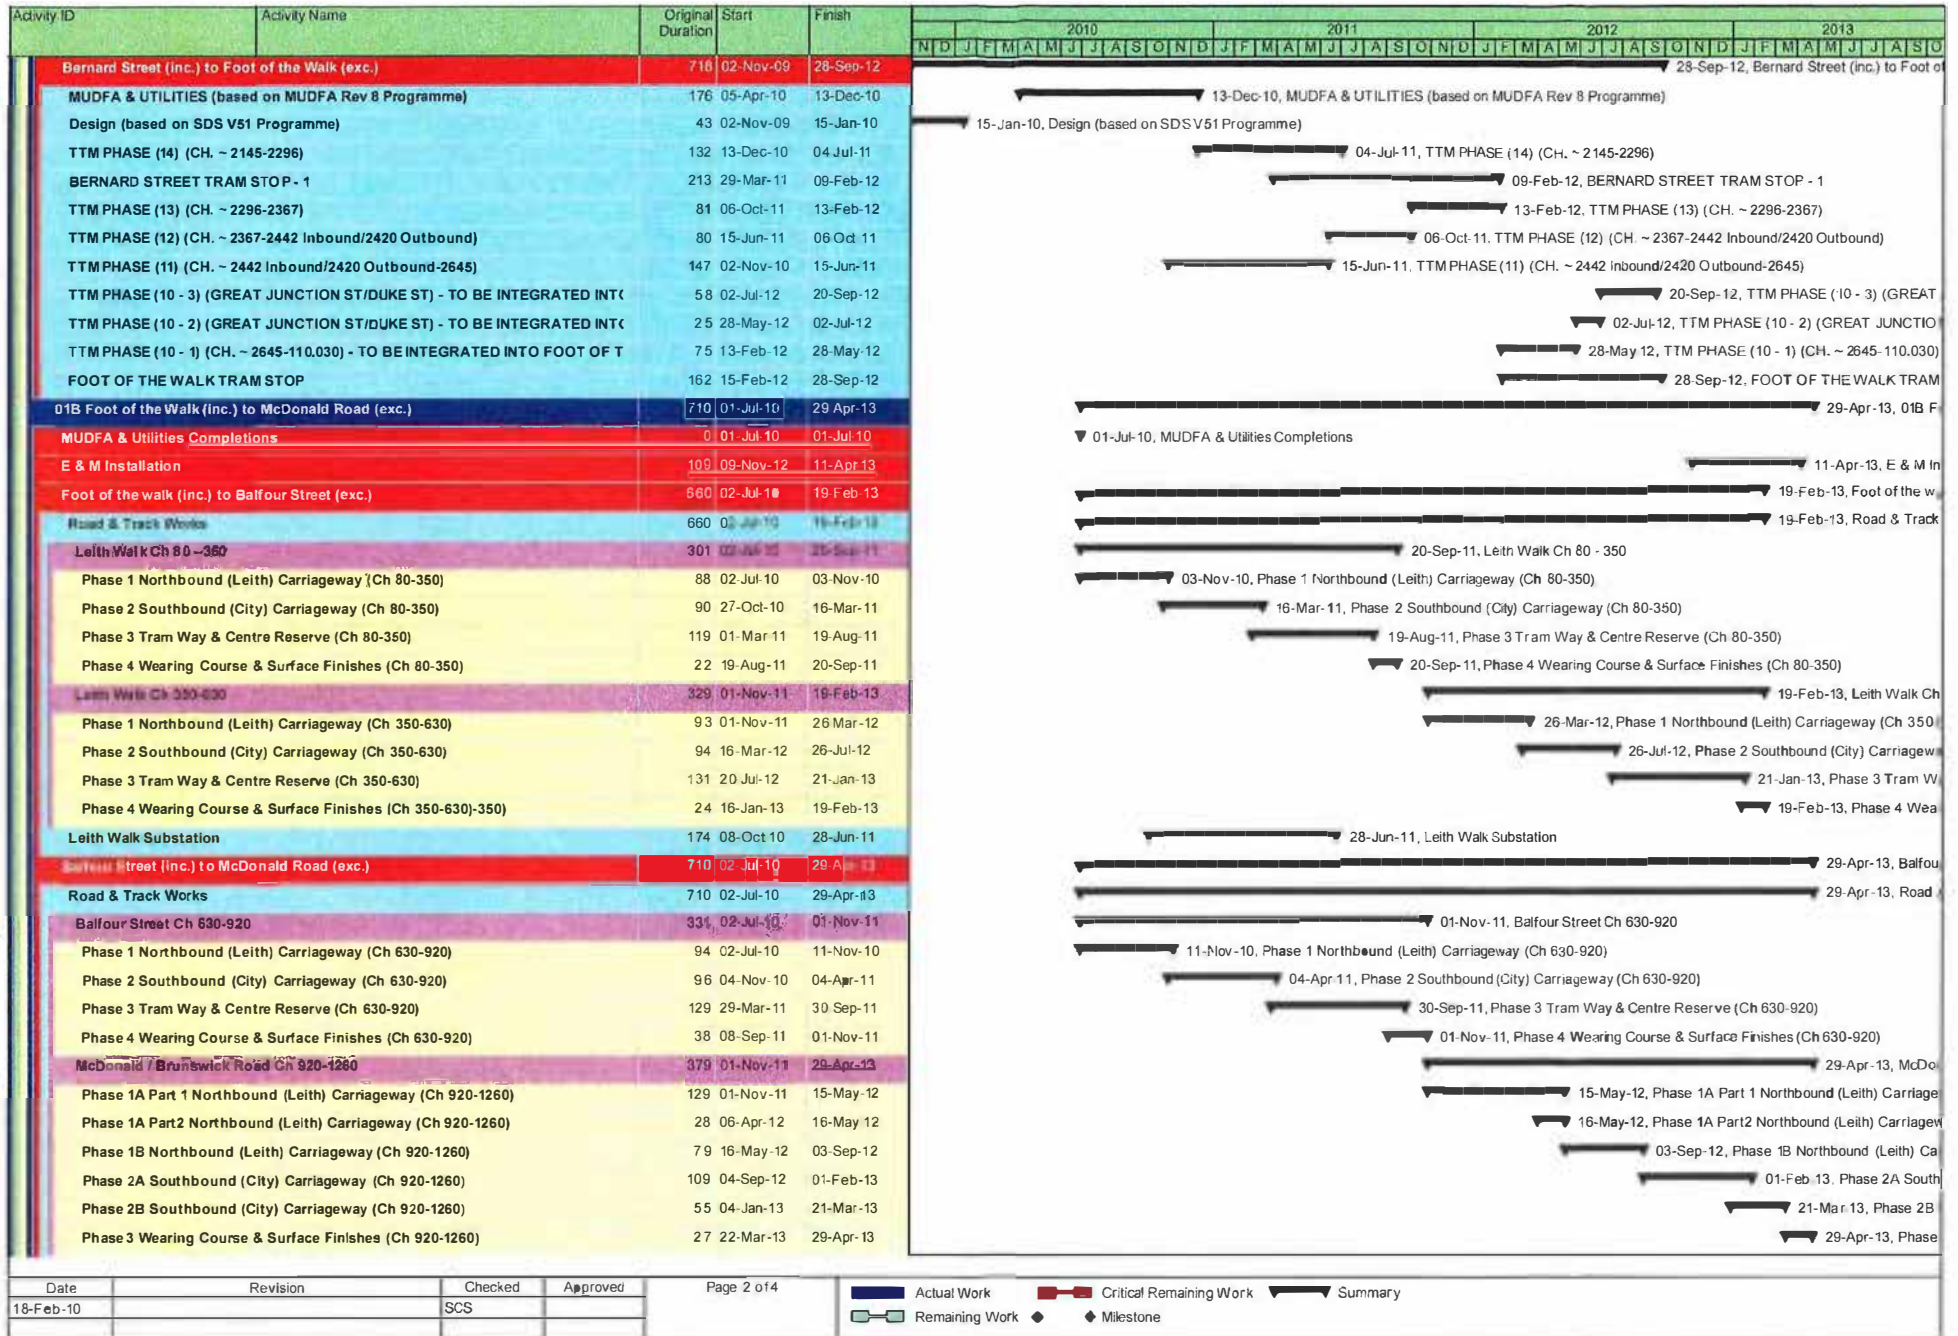 Activity ID Activity Name Original Duration Start Finish
2010 2011 2012 2013
N D J F M A M J J A S O N D J F M A M J J A S O N D J F M A M J J A S O N D J F M A M J J A S O
Bernard Street (inc.) to Foot of the Walk (exc.) 718 02-Nov-09 28-Sep-12 28-Sep-12, Bernard Street (inc.) to Foot of
MUDFA & UTILITIES (based on MUDFA Rev 8 Programme) 176 05-Apr-10 13-Dec-10 13-Dec-10, MUDFA & UTILITIES (based on MUDFA Rev 8 Programme)
Design (based on SDS V51 Programme) 43 02-Nov-09 15-Jan-10 15-Jan-10, Design (based on SDS V51 Programme)
TTM PHASE (14) (CH. ~ 2145-2296) 132 13-Dec-10 04 Jul-11 04-Jul-11, TTM PHASE (14) (CH. ~ 2145-2296)
BERNARD STREET TRAM STOP - 1 213 29-Mar-11 09-Feb-12 09-Feb-12, BERNARD STREET TRAM STOP - 1
TTM PHASE (13) (CH. ~ 2296-2367) 81 06-Oct-11 13-Feb-12 13-Feb-12, TTM PHASE (13) (CH. ~ 2296-2367)
TTM PHASE (12) (CH. ~ 2367-2442 Inbound/2420 Outbound) 80 15-Jun-11 06 Oct 11 06-Oct-11, TTM PHASE (12) (CH. ~ 2367-2442 Inbound/2420 Outbound)
TTM PHASE (11) (CH. ~ 2442 Inbound/2420 Outbound-2645) 147 02-Nov-10 15-Jun-11 15-Jun-11, TTM PHASE (11) (CH. ~ 2442 Inbound/2420 Outbound-2645)
TTM PHASE (10 - 3) (GREAT JUNCTION ST/DUKE ST) - TO BE INTEGRATED INT( 58 02-Jul-12 20-Sep-12 20-Sep-12, TTM PHASE (10 - 3) (GREAT
TTM PHASE (10 - 2) (GREAT JUNCTION ST/DUKE ST) - TO BE INTEGRATED INT( 25 28-May-12 02-Jul-12 02-Jul-12, TTM PHASE (10 - 2) (GREAT JUNCTIO
TTM PHASE (10 - 1) (CH. ~ 2645-110.030) - TO BE INTEGRATED INTO FOOT OF T 75 13-Feb-12 28-May-12 28-May 12, TTM PHASE (10 - 1) (CH. ~ 2645-110.030)
FOOT OF THE WALK TRAM STOP 162 15-Feb-12 28-Sep-12 28-Sep-12, FOOT OF THE WALK TRAM
01B Foot of the Walk (inc.) to McDonald Road (exc.) 710 01-Jul-10 29 Apr-13 29-Apr-13, 01B F
MUDFA & Utilities Completions 0 01-Jul-10 01-Jul-10 01-Jul-10, MUDFA & Utilities Completions
E & M Installation 109 09-Nov-12 11-Apr 13 11-Apr-13, E & M In
Foot of the walk (inc.) to Balfour Street (exc.) 660 02-Jul-10 19-Feb-13 19-Feb-13, Foot of the w
Road & Track Works 660 02-Jul-10 19-Feb-13 19-Feb-13, Road & Track
Leith Walk Ch 80 - 350 301 20-Sep-11, Leith Walk Ch 80 - 350
Phase 1 Northbound (Leith) Carriageway (Ch 80-350) 88 02-Jul-10 03-Nov-10 03-Nov-10, Phase 1 Northbound (Leith) Carriageway (Ch 80-350)
Phase 2 Southbound (City) Carriageway (Ch 80-350) 90 27-Oct-10 16-Mar-11 16-Mar-11, Phase 2 Southbound (City) Carriageway (Ch 80-350)
Phase 3 Tram Way & Centre Reserve (Ch 80-350) 119 01-Mar 11 19-Aug-11 19-Aug-11, Phase 3 Tram Way & Centre Reserve (Ch 80-350)
Phase 4 Wearing Course & Surface Finishes (Ch 80-350) 22 19-Aug-11 20-Sep-11 20-Sep-11, Phase 4 Wearing Course & Surface Finishes (Ch 80-350)
Leith Walk Ch 350-630 329 01-Nov-11 19-Feb-13 19-Feb-13, Leith Walk Ch
Phase 1 Northbound (Leith) Carriageway (Ch 350-630) 93 01-Nov-11 26 Mar-12 26-Mar-12, Phase 1 Northbound (Leith) Carriageway (Ch 350
Phase 2 Southbound (City) Carriageway (Ch 350-630) 94 16-Mar-12 26-Jul-12 26-Jul-12, Phase 2 Southbound (City) Carriagew
Phase 3 Tram Way & Centre Reserve (Ch 350-630) 131 20-Jul-12 21-Jan-13 21-Jan-13, Phase 3 Tram W
Phase 4 Wearing Course & Surface Finishes (Ch 350-630)-350) 24 16-Jan-13 19-Feb-13 19-Feb-13, Phase 4 Wea
Leith Walk Substation 174 08-Oct 10 28-Jun-11 28-Jun-11, Leith Walk Substation
Balfour Street (inc.) to McDonald Road (exc.) 710 02-Jul-10 29-Apr-13 29-Apr-13, Balfou
Road & Track Works 710 02-Jul-10 29-Apr-13 29-Apr-13, Road
Balfour Street Ch 630-920 331 02-Jul-10 01-Nov-11 01-Nov-11, Balfour Street Ch 630-920
Phase 1 Northbound (Leith) Carriageway (Ch 630-920) 94 02-Jul-10 11-Nov-10 11-Nov-10, Phase 1 Northbound (Leith) Carriageway (Ch 630-920)
Phase 2 Southbound (City) Carriageway (Ch 630-920) 96 04-Nov-10 04-Apr-11 04-Apr-11, Phase 2 Southbound (City) Carriageway (Ch 630-920)
Phase 3 Tram Way & Centre Reserve (Ch 630-920) 129 29-Mar-11 30 Sep-11 30-Sep-11, Phase 3 Tram Way & Centre Reserve (Ch 630-920)
Phase 4 Wearing Course & Surface Finishes (Ch 630-920) 38 08-Sep-11 01-Nov-11 01-Nov-11, Phase 4 Wearing Course & Surface Finishes (Ch 630-920)
McDonald / Brunswick Road Ch 920-1260 379 01-Nov-11 29-Apr-13 29-Apr-13, McDo
Phase 1A Part 1 Northbound (Leith) Carriageway (Ch 920-1260) 129 01-Nov-11 15-May-12 15-May-12, Phase 1A Part 1 Northbound (Leith) Carriage
Phase 1A Part2 Northbound (Leith) Carriageway (Ch 920-1260) 28 06-Apr-12 16-May 12 16-May-12, Phase 1A Part2 Northbound (Leith) Carriagew
Phase 1B Northbound (Leith) Carriageway (Ch 920-1260) 79 16-May-12 03-Sep-12 03-Sep-12, Phase 1B Northbound (Leith) Ca
Phase 2A Southbound (City) Carriageway (Ch 920-1260) 109 04-Sep-12 01-Feb-13 01-Feb 13, Phase 2A South
Phase 2B Southbound (City) Carriageway (Ch 920-1260) 55 04-Jan-13 21-Mar-13 21-Mar 13, Phase 2B
Phase 3 Wearing Course & Surface Finishes (Ch 920-1260) 27 22-Mar-13 29-Apr-13 29-Apr-13, Phase
Date Revision Checked Approved Page 2 of 4
18-Feb-10 SCS
Actual Work Critical Remaining Work Summary
Remaining Work Milestone